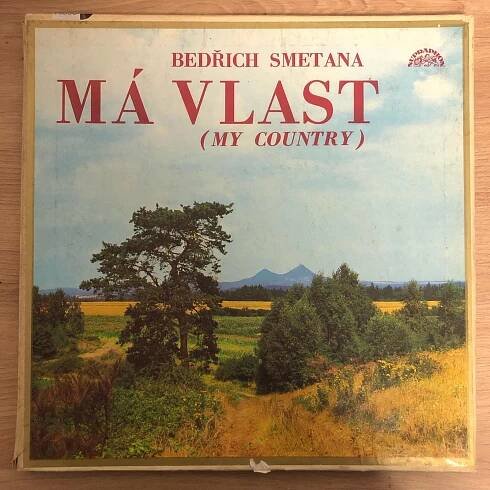 BEDŘICH SMETANA
SUPRAPHON
MÁ VLAST
(MY COUNTRY)